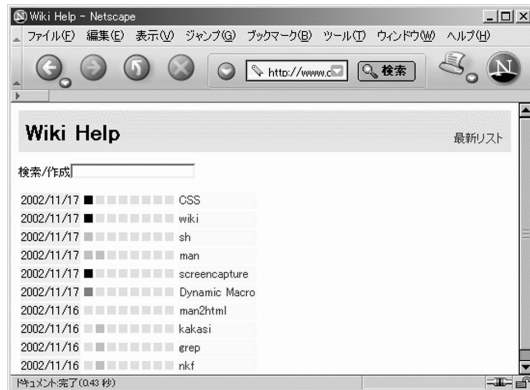 Wiki Help - Netscape
ファイル(F) 編集(E) 表示(V) ジャンプ(G) ブックマーク(B) ツール(T) ウィンドウ(W) ヘルプ(H)
http://www.c 検索 N
Wiki Help
最新リスト
検索/作成
2002/11/17 CSS
2002/11/17 wiki
2002/11/17 sh
2002/11/17 man
2002/11/17 screencapture
2002/11/17 Dynamic Macro
2002/11/16 man2html
2002/11/16 kakasi
2002/11/16 grep
2002/11/16 nkf
ドキュメント:完了(0.43 秒)